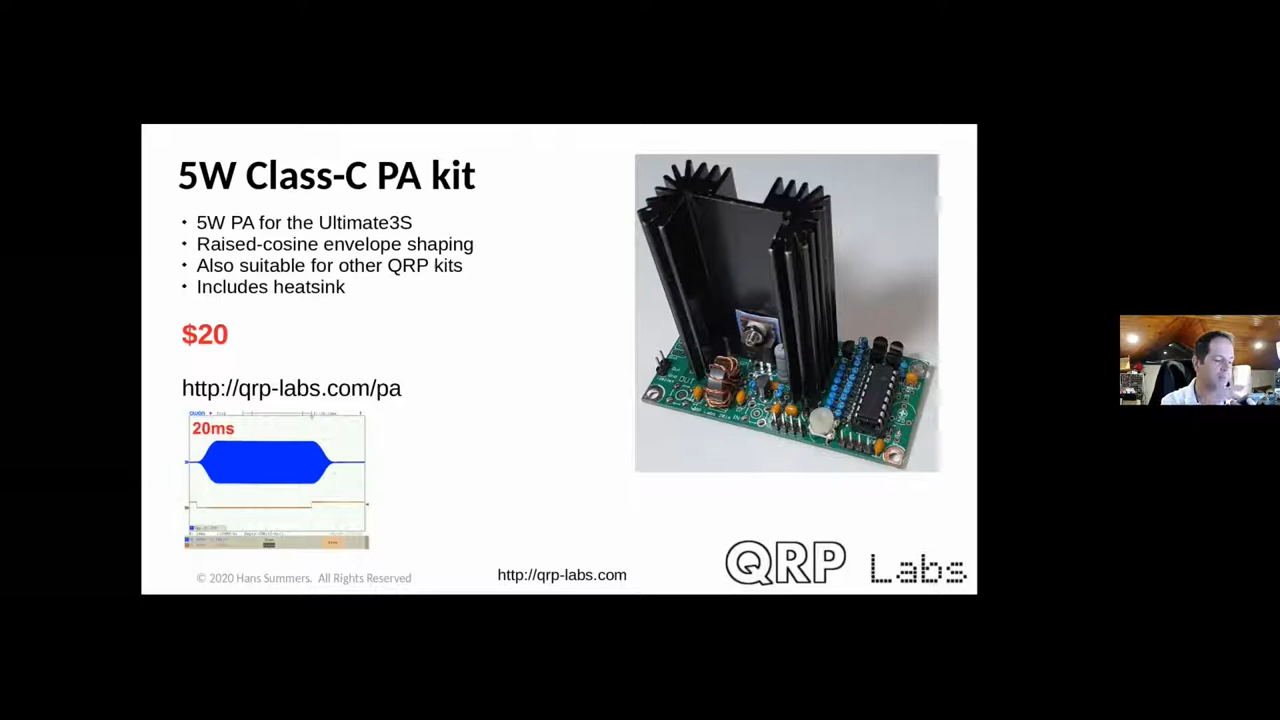 5W Class-C PA kit
• 5W PA for the Ultimate3S
• Raised-cosine envelope shaping
• Also suitable for other QRP kits
• Includes heatsink
$20
http://qrp-labs.com/pa
owon
20ms
OUT
© 2020 Hans Summers. All Rights Reserved
http://qrp-labs.com
QRP Labs